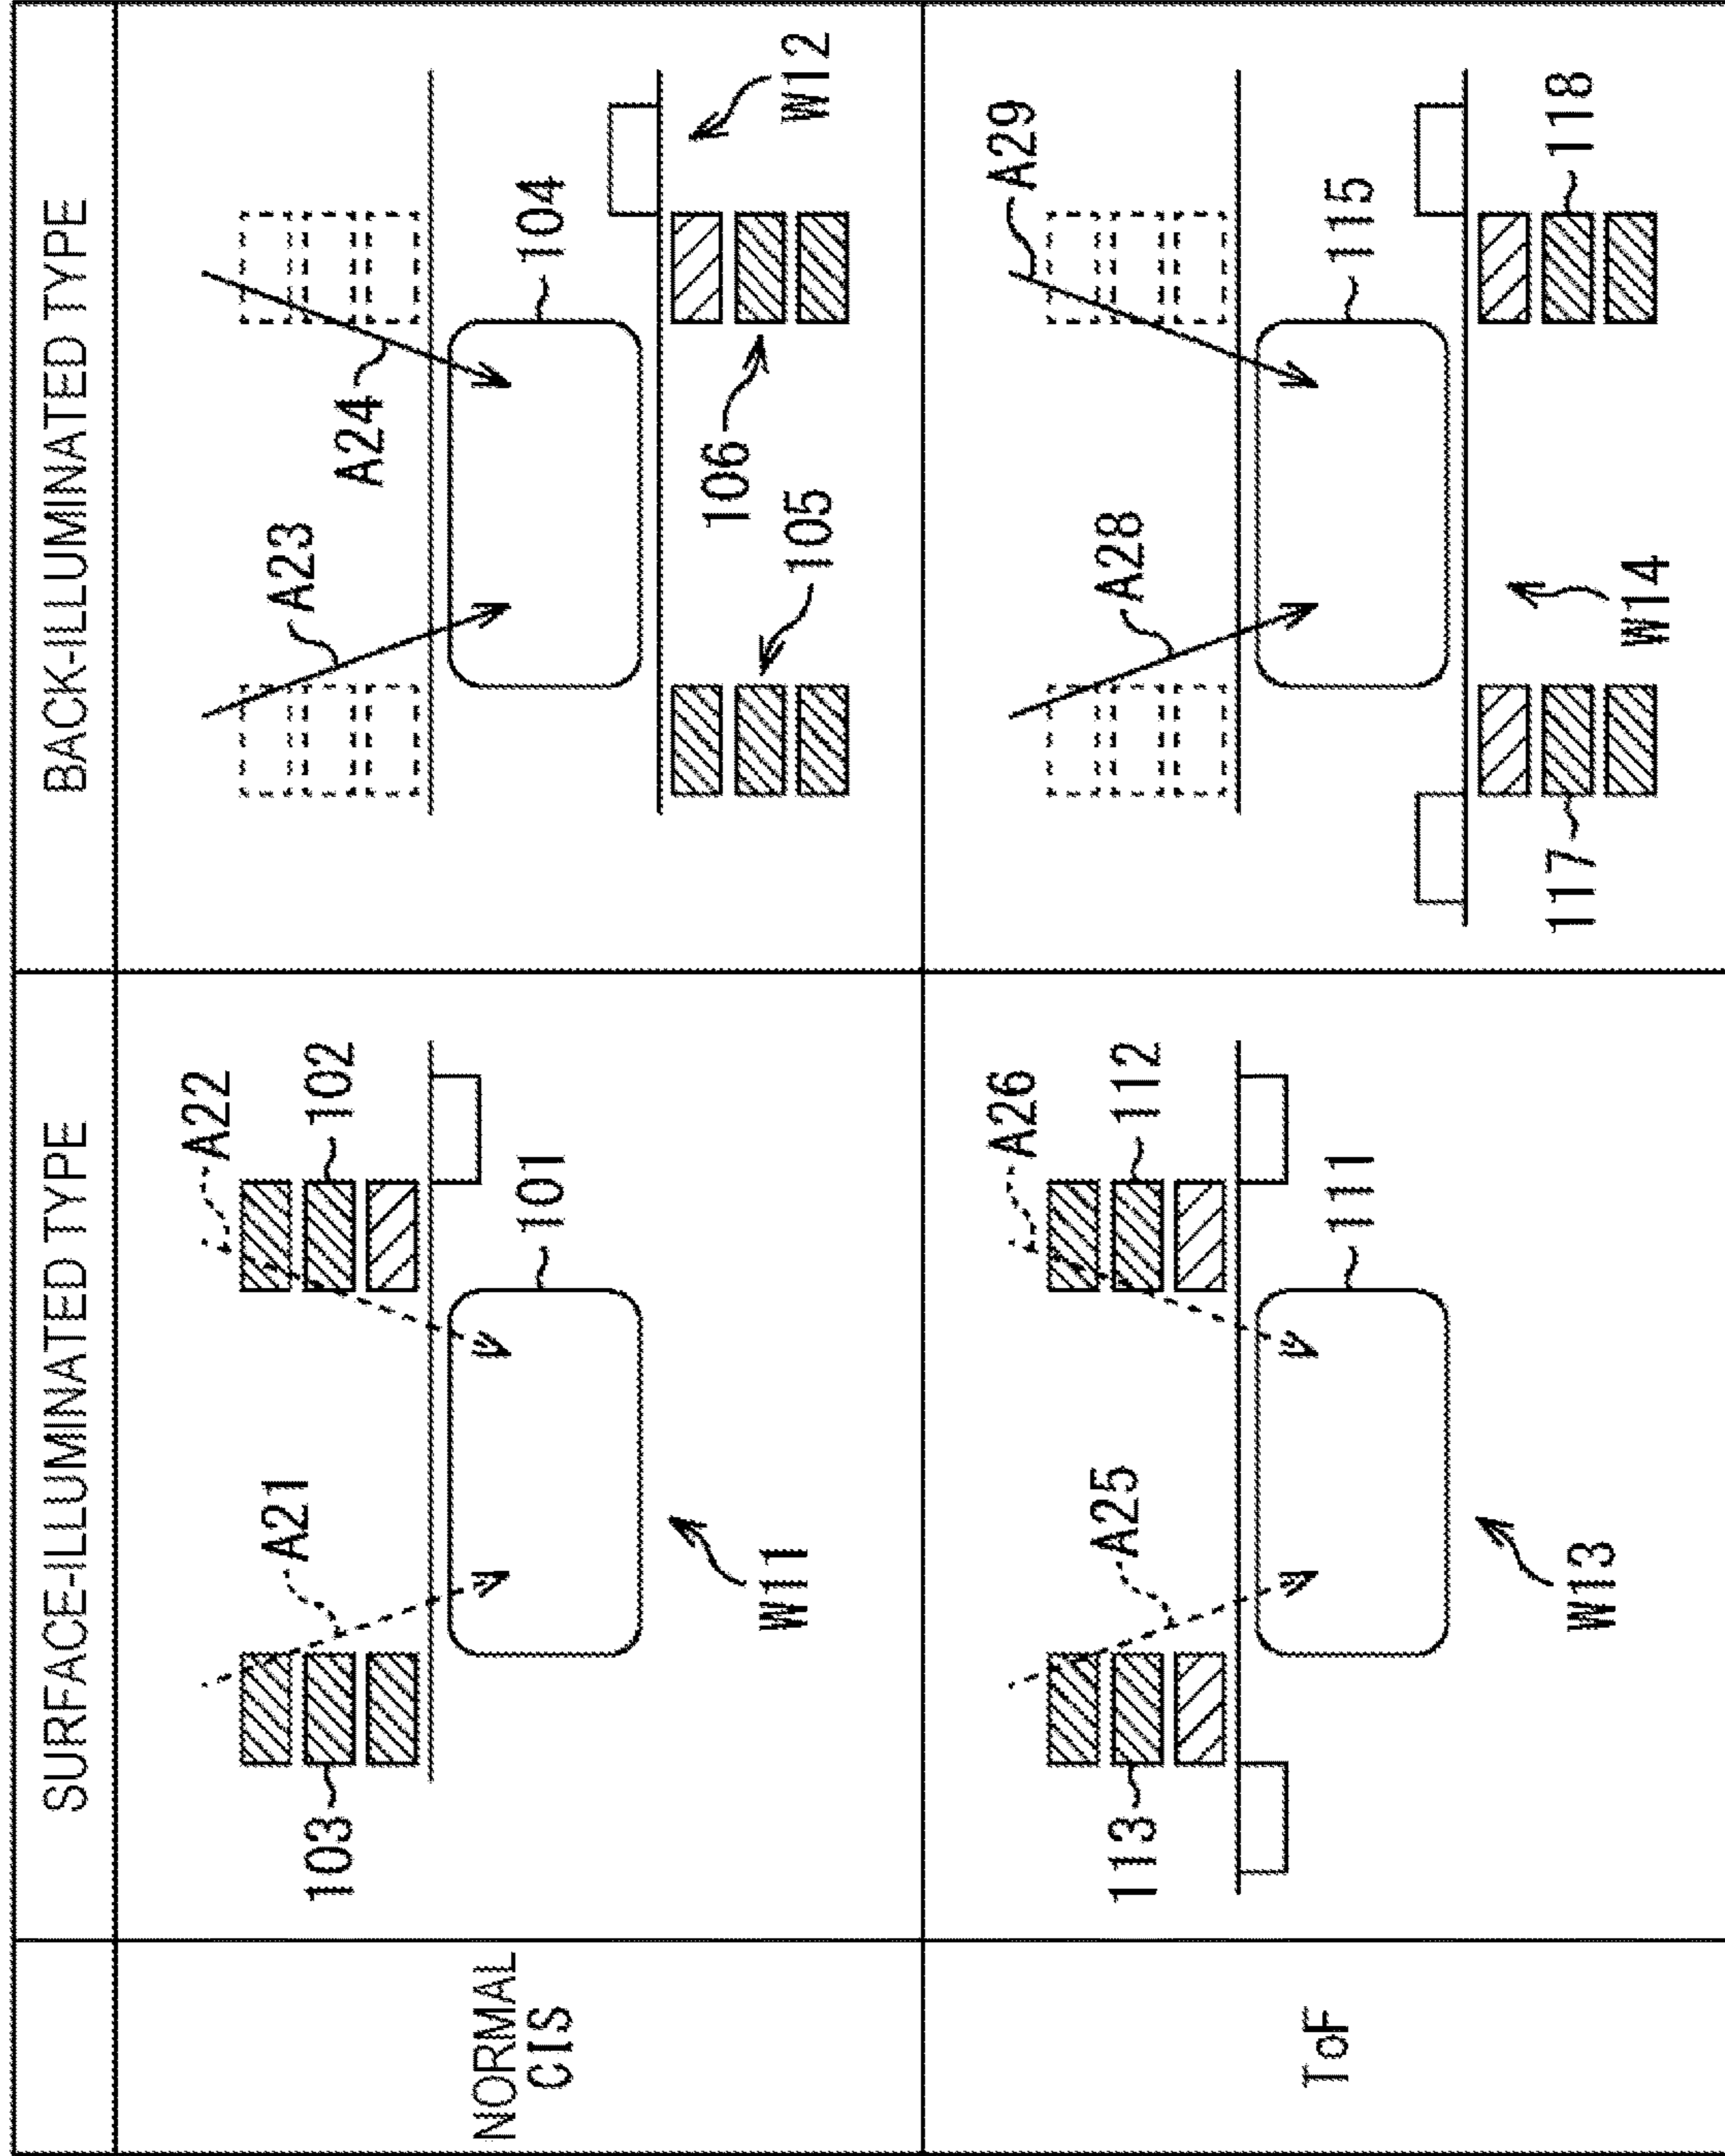 SURFACE-ILLUMINATED TYPE
BACK-ILLUMINATED TYPE
NORMAL
CIS
A21
A22
103
102
101
W11
A23
A24
104
106
105
W12
ToF
A25
A26
113
112
111
W13
A28
A29
115
117
118
W14